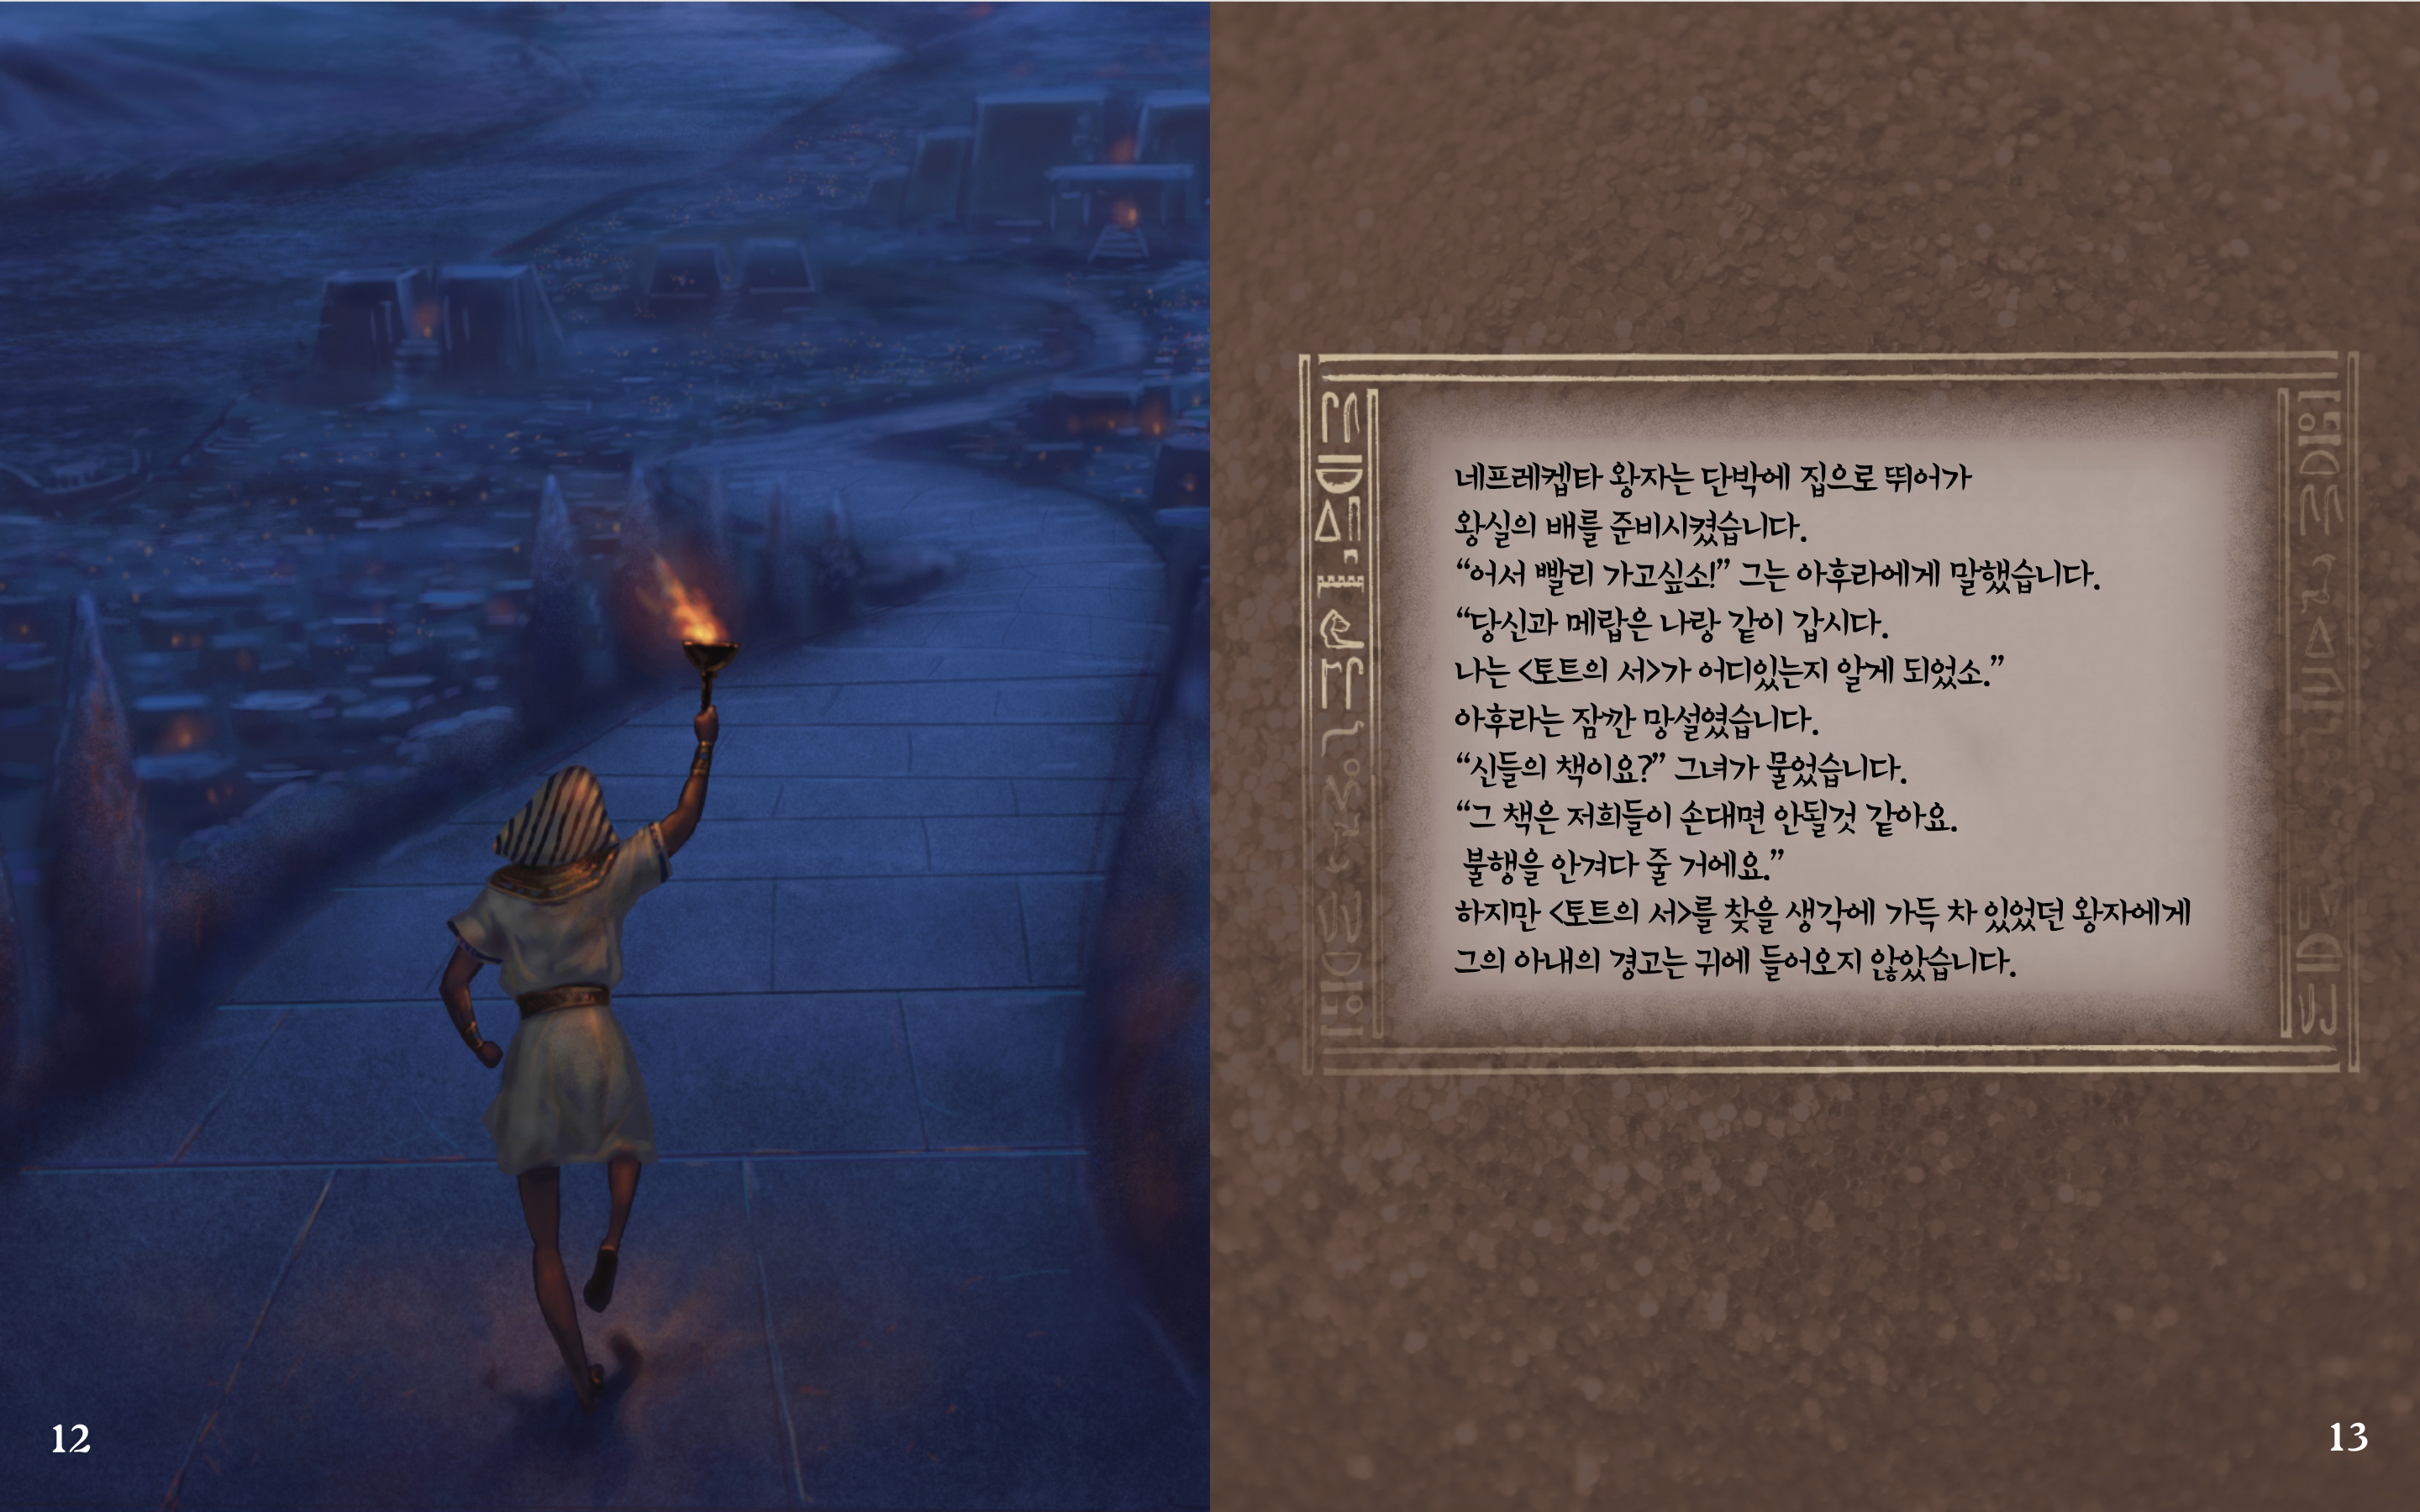 네프레켑타 왕자는 단박에 집으로 뛰어가
왕실의 배를 준비시켰습니다.
“어서 빨리 가고싶소!” 그는 아후라에게 말했습니다.
“당신과 메랍은 나랑 같이 갑시다.
나는 <토트의 서>가 어디있는지 알게 되었소.”
아후라는 잠깐 망설였습니다.
“신들의 책이요?” 그녀가 물었습니다.
“그 책은 저희들이 손대면 안될것 같아요.
불행을 안겨다 줄 거에요.”
하지만 <토트의 서>를 찾을 생각에 가득 차 있었던 왕자에게
그의 아내의 경고는 귀에 들어오지 않았습니다.
12
13